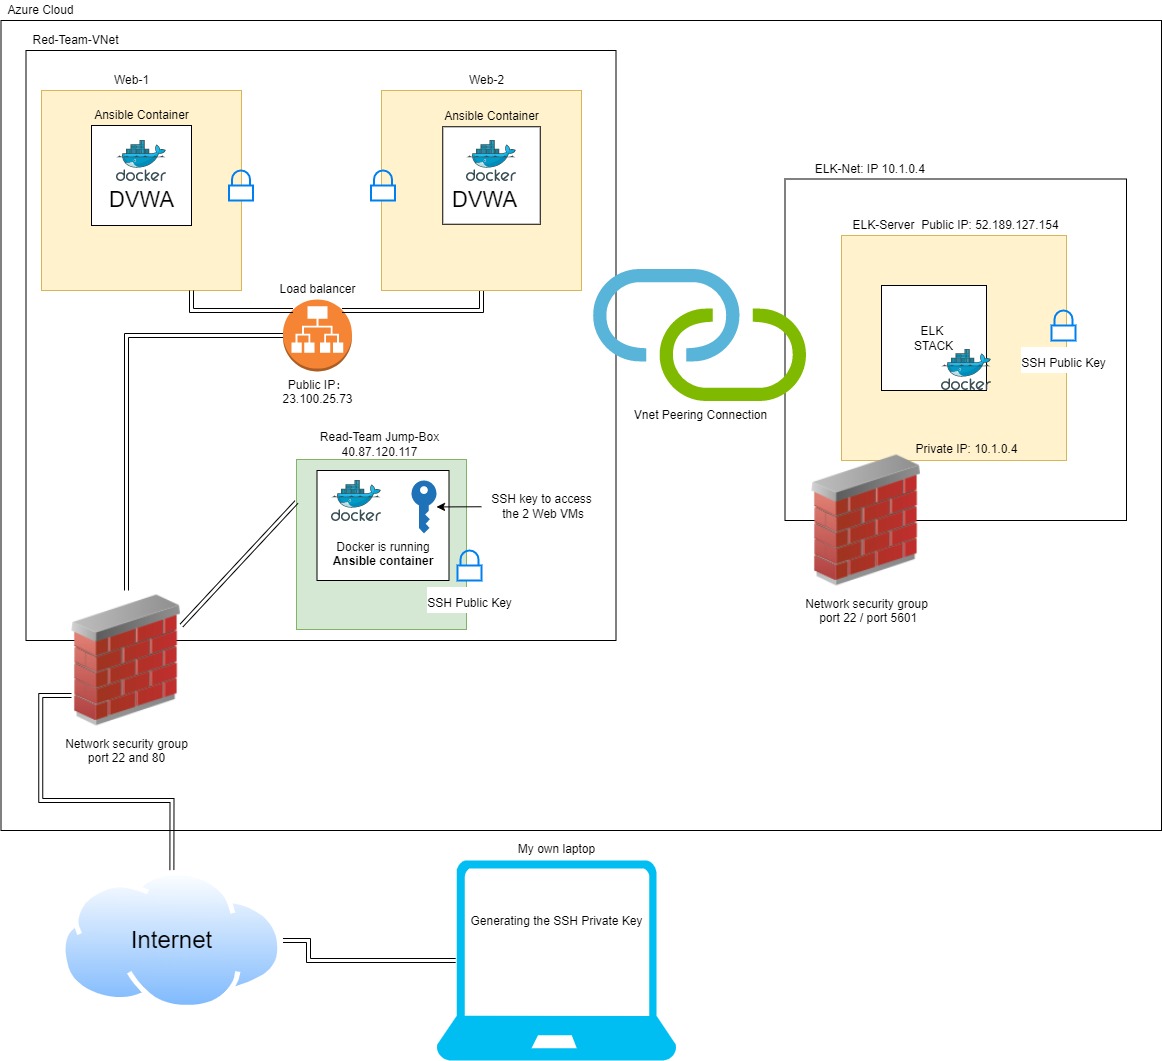 Azure Cloud
Red-Team-VNet
Web-1
Ansible Container
docker
DVWA
Web-2
Ansible Container
docker
DVWA
Load balancer
Public IP:
23.100.25.73
Read-Team Jump-Box
40.87.120.117
docker
Docker is running
Ansible container
SSH key to access
the 2 Web VMs
SSH Public Key
Vnet Peering Connection
ELK-Net: IP 10.1.0.4
ELK-Server Public IP: 52.189.127.154
ELK
STACK
docker
SSH Public Key
Private IP: 10.1.0.4
Network security group
port 22 / port 5601
Network security group
port 22 and 80
Internet
My own laptop
Generating the SSH Private Key